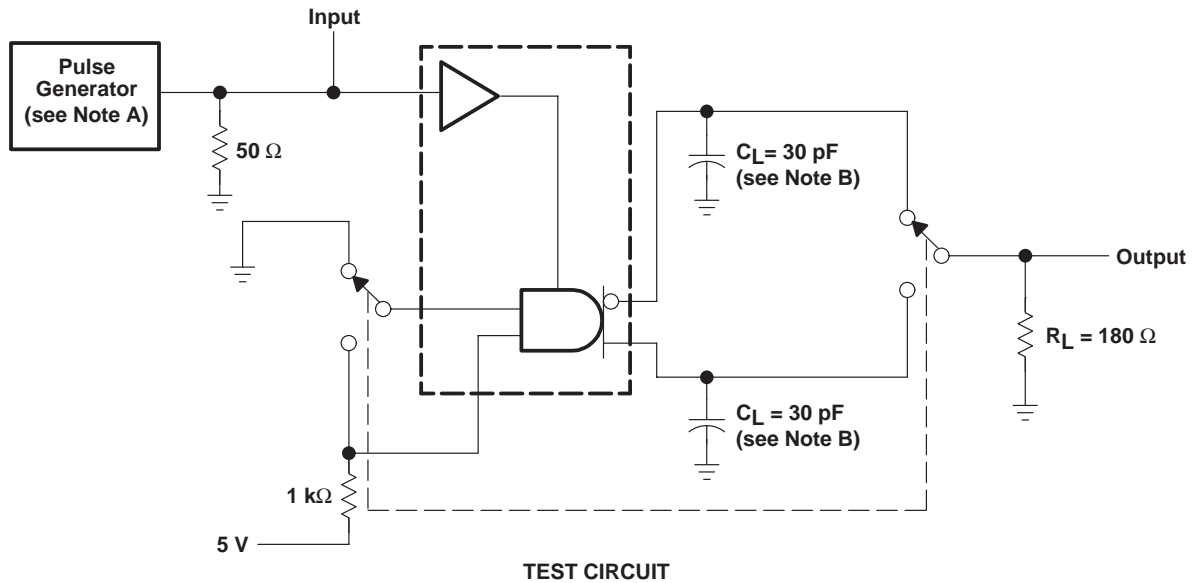 Input
Pulse
Generator
(see Note A)
50 Ω
CL= 30 pF
(see Note B)
Output
RL = 180 Ω
CL = 30 pF
(see Note B)
1 kΩ
5 V
TEST CIRCUIT